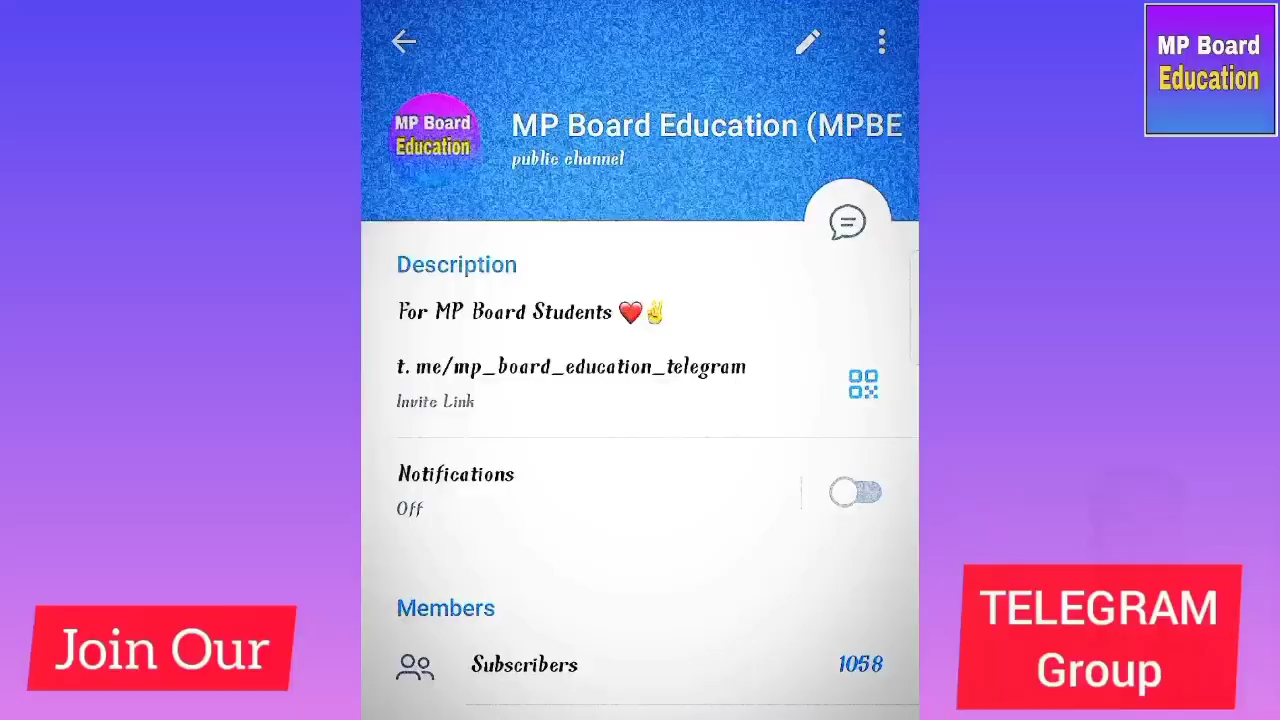 MP Board
Education
MP Board
Education
MP Board Education (MPBE
public channel
Description
For MP Board Students ❤️✌️
t. me/mp_board_education_telegram
Invite Link
Notifications
Off
Members
Subscribers 1058
Join Our
TELEGRAM
Group